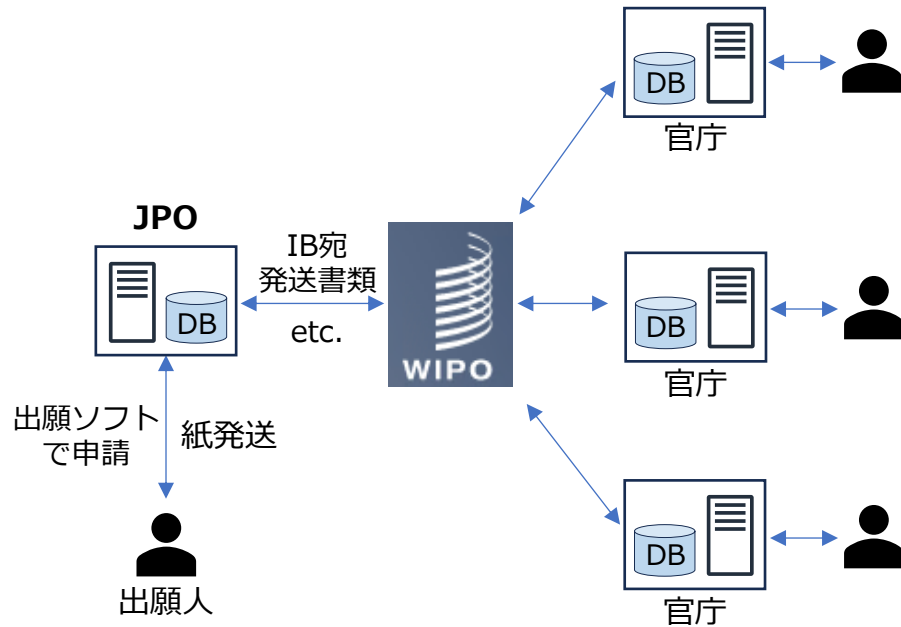 DB
官庁
JPO
DB
IB宛
発送書類
etc.
WIPO
DB
官庁
出願ソフト
で申請
紙発送
出願人
DB
官庁